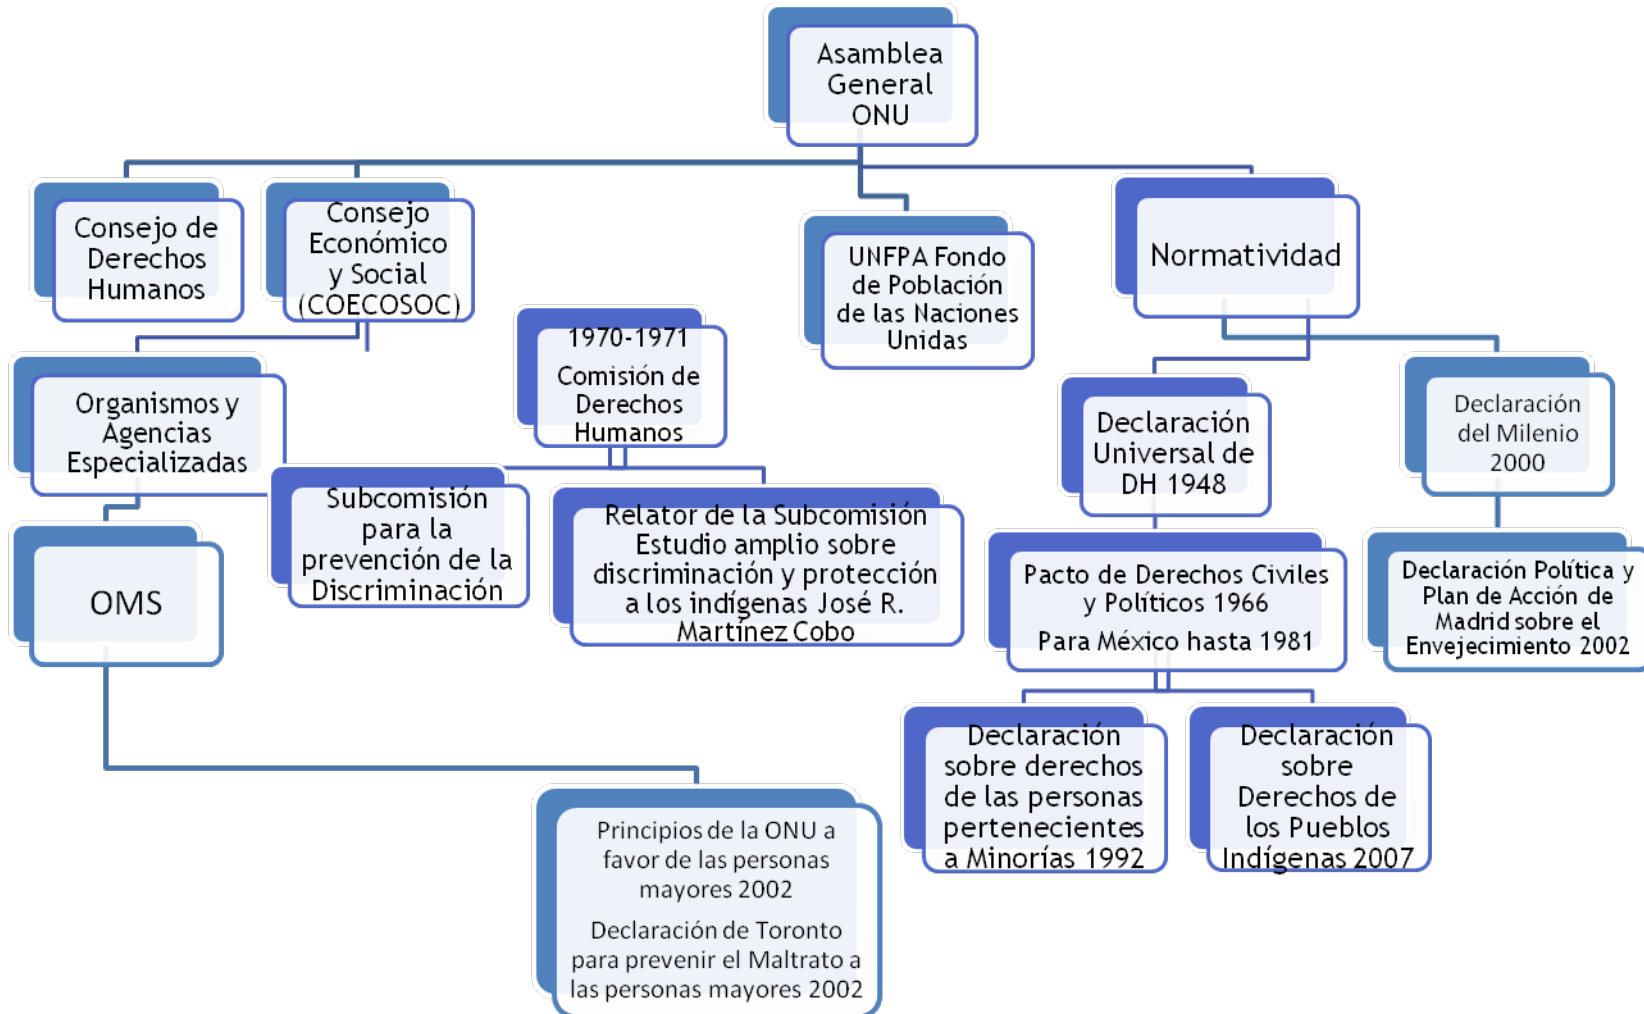 Asamblea
General
ONU
Consejo de
Derechos
Humanos
Consejo
Económico
y Social
(COECOSOC)
UNFPA Fondo
de Población
de las Naciones
Unidas
Normatividad
Organismos y
Agencias
Especializadas
1970-1971
Comisión de
Derechos
Humanos
Declaración
Universal de
DH 1948
Declaración
del Milenio
2000
OMS
Subcomisión
para la
prevención de la
Discriminación
Relator de la Subcomisión
Estudio amplio sobre
discriminación y protección
a los indígenas José R.
Martínez Cobo
Pacto de Derechos Civiles
y Políticos 1966
Para México hasta 1981
Declaración Política y
Plan de Acción de
Madrid sobre el
Envejecimiento 2002
Principios de la ONU a
favor de las personas
mayores 2002
Declaración de Toronto
para prevenir el Maltrato a
las personas mayores 2002
Declaración
sobre derechos
de las personas
pertenecientes
a Minorías 1992
Declaración
sobre
Derechos de
los Pueblos
Indígenas 2007